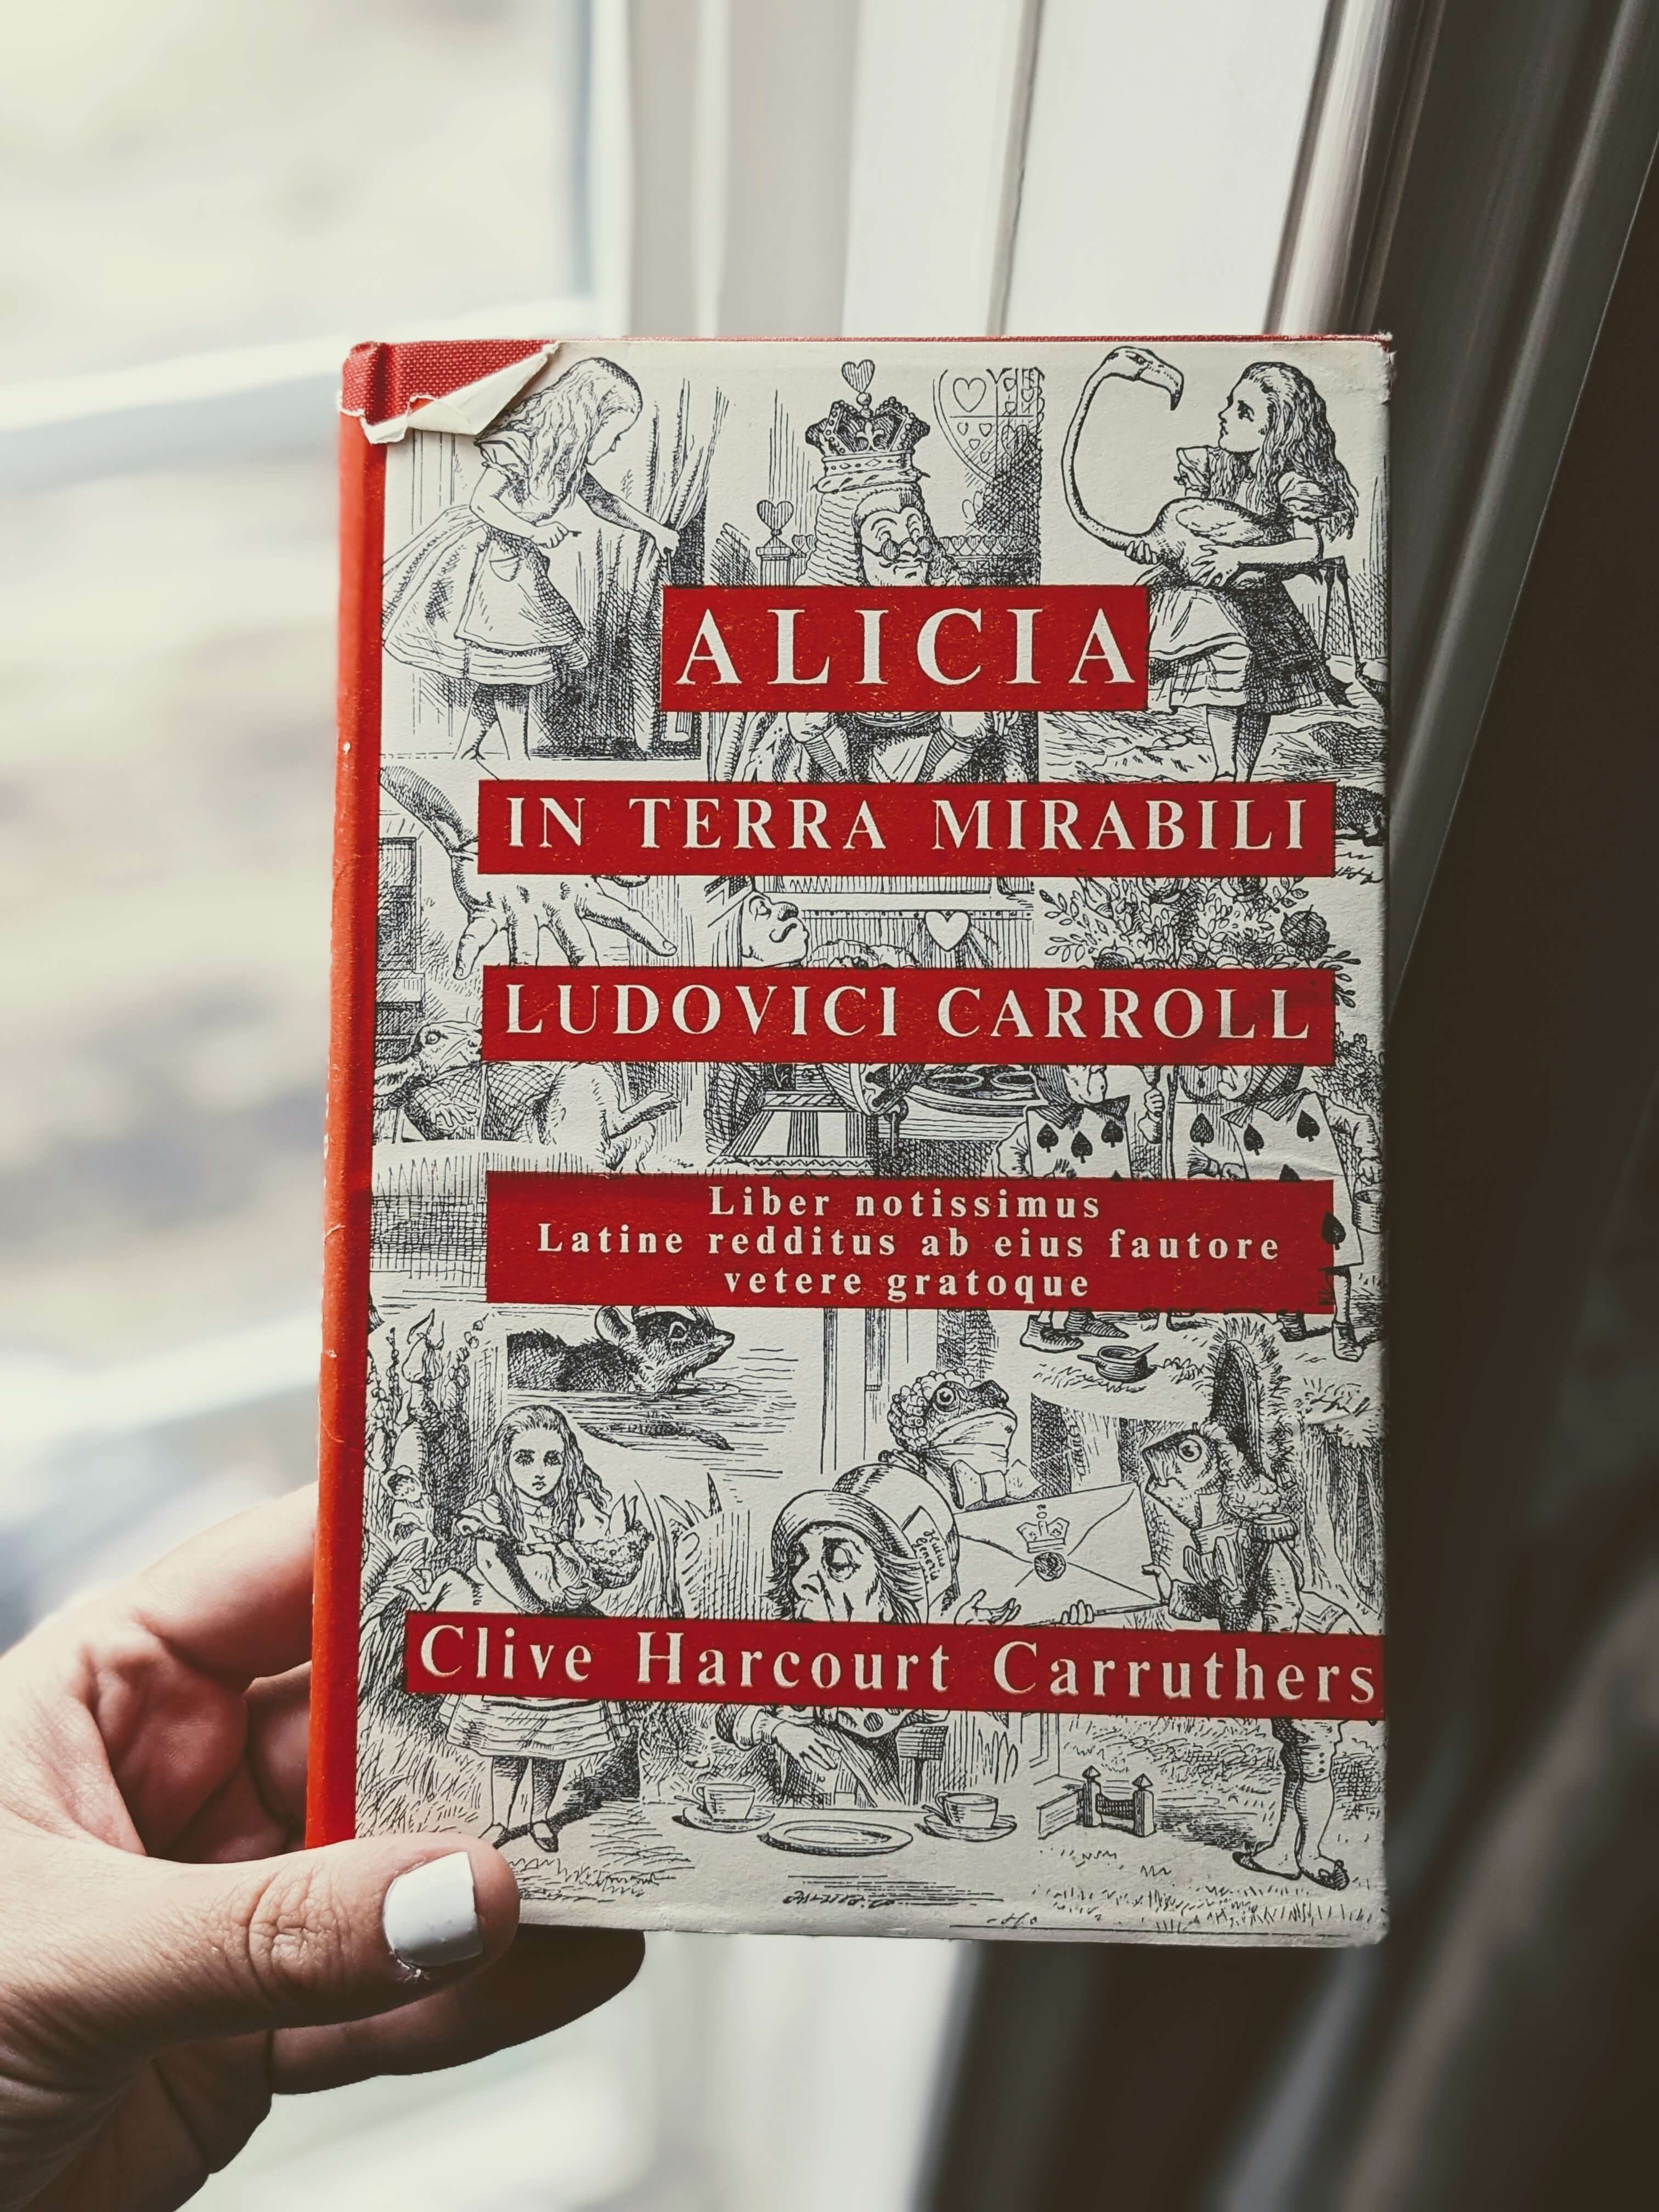 ALICIA
IN TERRA MIRABILI
LUDOVICI CARROLL
Liber notissimus
Latine redditus ab eius fautore
vetere gratoque
Clive Harcourt Carruthers